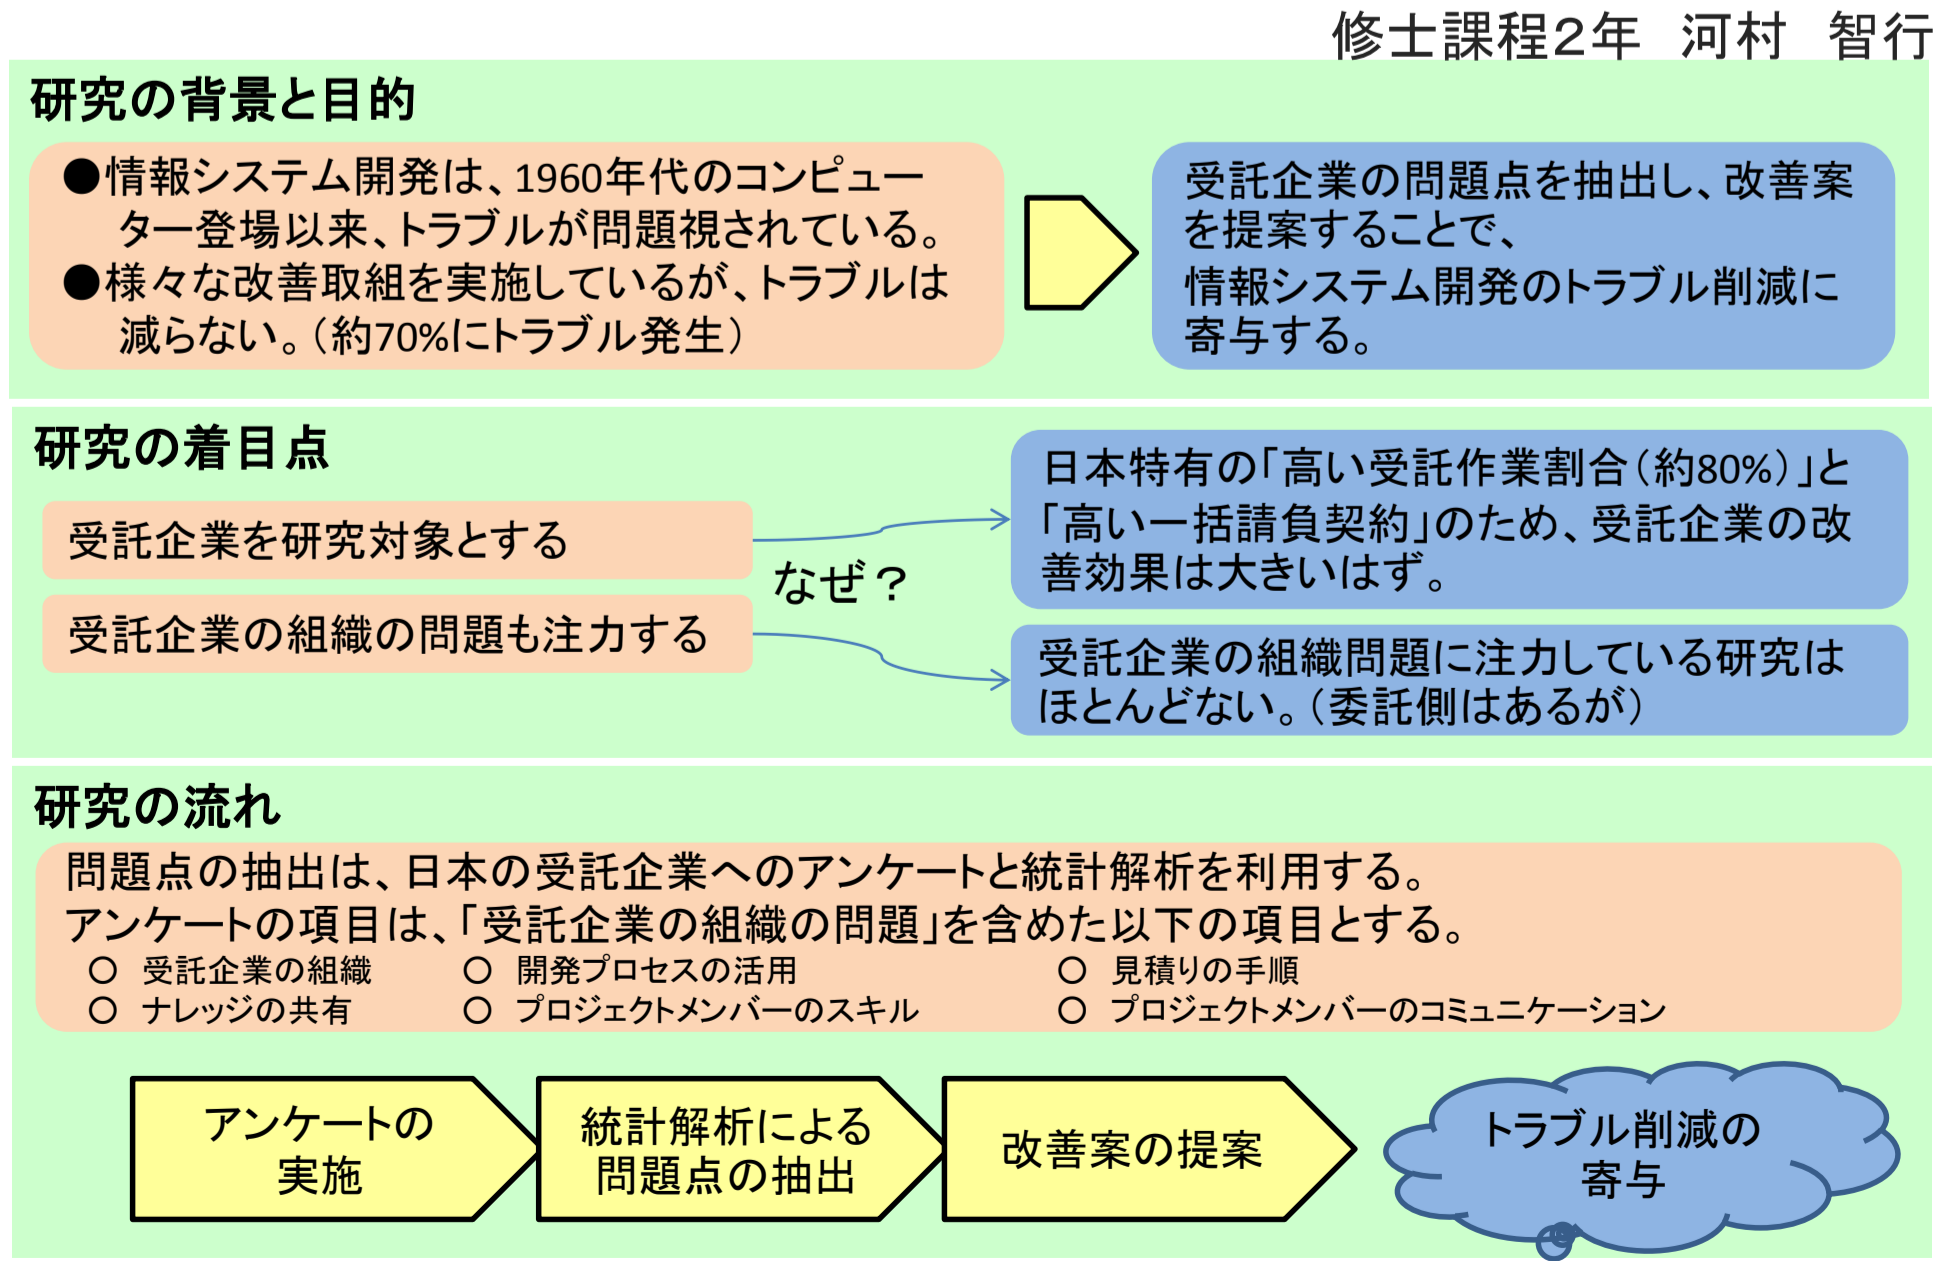 修士課程2年　河村　智行
研究の背景と目的
●情報システム開発は、1960年代のコンピュー
ター登場以来、トラブルが問題視されている。
●様々な改善取組を実施しているが、トラブルは
減らない。（約70%にトラブル発生）
受託企業の問題点を抽出し、改善案
を提案することで、
情報システム開発のトラブル削減に
寄与する。
研究の着目点
受託企業を研究対象とする
受託企業の組織の問題も注力する
なぜ？
日本特有の「高い受託作業割合（約80%）」と
「高い一括請負契約」のため、受託企業の改
善効果は大きいはず。
受託企業の組織問題に注力している研究は
ほとんどない。（委託側はあるが）
研究の流れ
問題点の抽出は、日本の受託企業へのアンケートと統計解析を利用する。
アンケートの項目は、「受託企業の組織の問題」を含めた以下の項目とする。
○　受託企業の組織　○　開発プロセスの活用　○　見積りの手順
○　ナレッジの共有　○　プロジェクトメンバーのスキル　○　プロジェクトメンバーのコミュニケーション
アンケートの
実施
統計解析による
問題点の抽出
改善案の提案
トラブル削減の
寄与